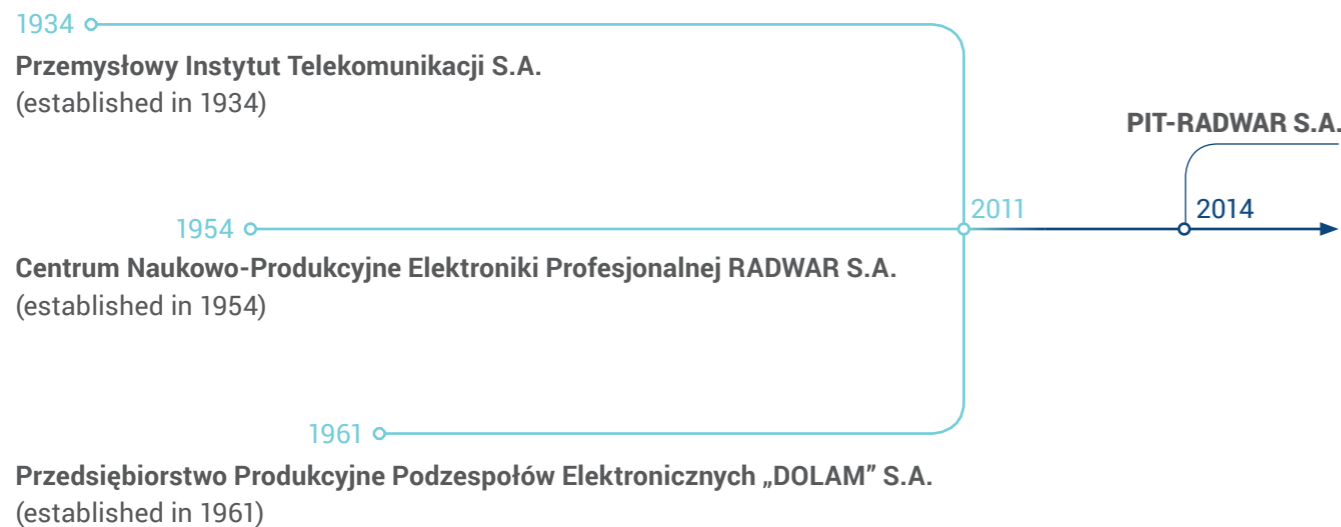 1934
Przemysłowy Instytut Telekomunikacji S.A.
(established in 1934)
PIT-RADWAR S.A.
1954
2011
2014
Centrum Naukowo-Produkcyjne Elektroniki Profesjonalnej RADWAR S.A.
(established in 1954)
1961
Przedsiębiorstwo Produkcyjne Podzespołów Elektronicznych „DOLAM” S.A.
(established in 1961)